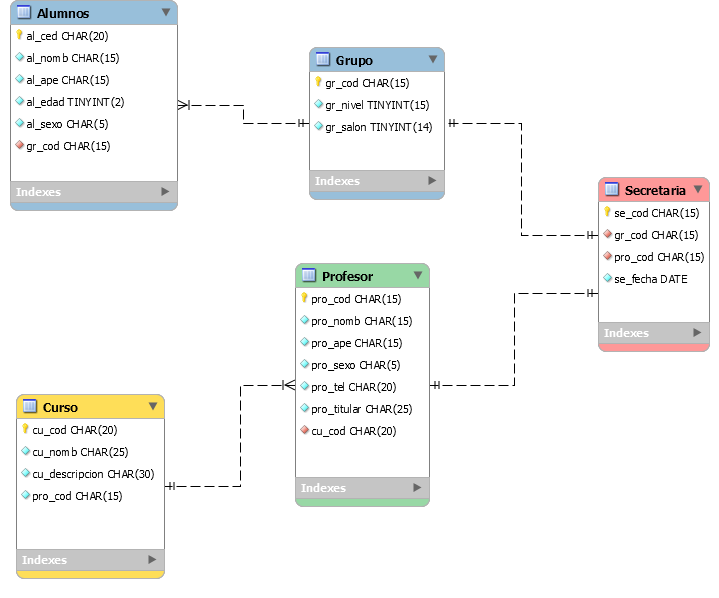 Alumnos
al_ced CHAR(20)
al_nomb CHAR(15)
al_ape CHAR(15)
al_edad TINYINT(2)
al_sexo CHAR(5)
gr_cod CHAR(15)
Indexes
Grupo
gr_cod CHAR(15)
gr_nivel TINYINT(15)
gr_salon TINYINT(14)
Indexes
Secretaria
se_cod CHAR(15)
gr_cod CHAR(15)
pro_cod CHAR(15)
se_fecha DATE
Indexes
Profesor
pro_cod CHAR(15)
pro_nomb CHAR(15)
pro_ape CHAR(15)
pro_sexo CHAR(5)
pro_tel CHAR(20)
pro_titular CHAR(25)
cu_cod CHAR(20)
Indexes
Curso
cu_cod CHAR(20)
cu_nomb CHAR(25)
cu_descripcion CHAR(30)
pro_cod CHAR(15)
Indexes